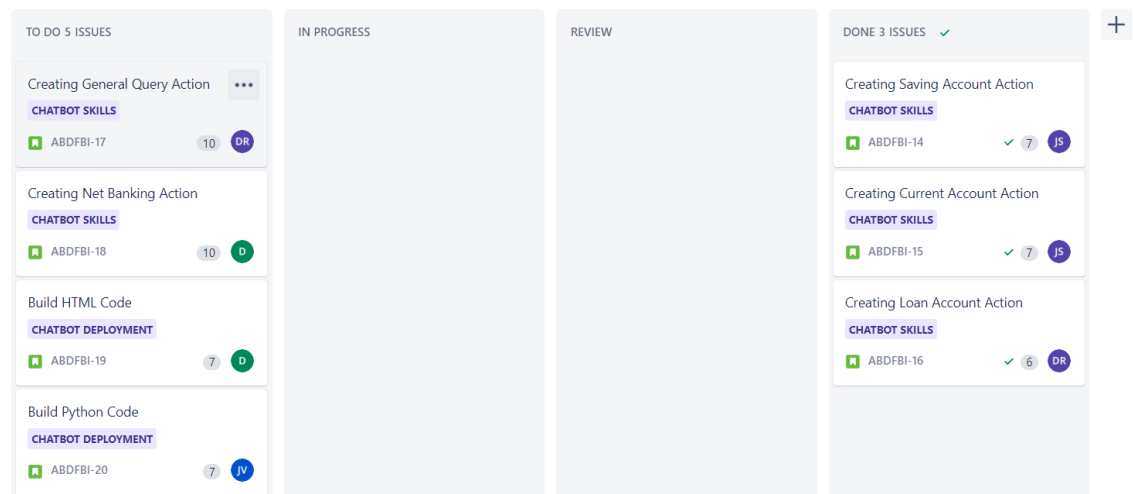 TO DO 5 ISSUES
Creating General Query Action
CHATBOT SKILLS
ABDFBI-17 10 DR
Creating Net Banking Action
CHATBOT SKILLS
ABDFBI-18 10 D
Build HTML Code
CHATBOT DEPLOYMENT
ABDFBI-19 7 D
Build Python Code
CHATBOT DEPLOYMENT
ABDFBI-20 7 JV
IN PROGRESS
REVIEW
DONE 3 ISSUES
Creating Saving Account Action
CHATBOT SKILLS
ABDFBI-14 7 JS
Creating Current Account Action
CHATBOT SKILLS
ABDFBI-15 7 JS
Creating Loan Account Action
CHATBOT SKILLS
ABDFBI-16 6 DR